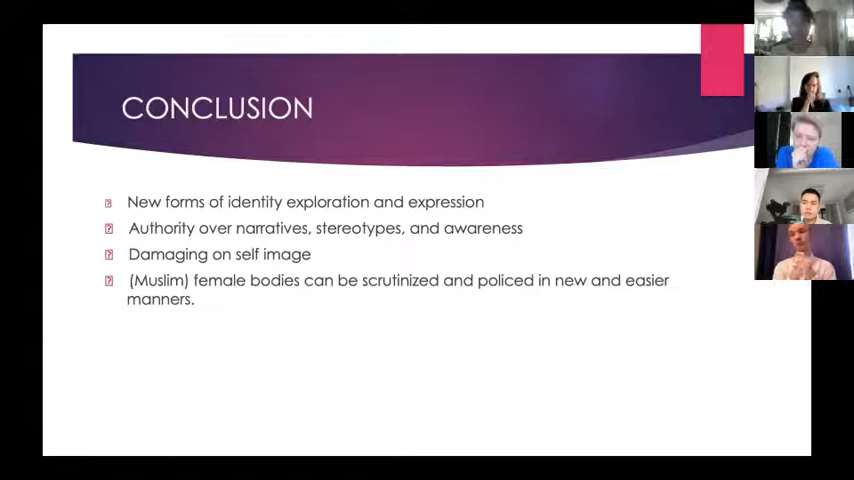 CONCLUSION
New forms of identity exploration and expression
Authority over narratives, stereotypes, and awareness
Damaging on self image
(Muslim) female bodies can be scrutinized and policed in new and easier
manners.